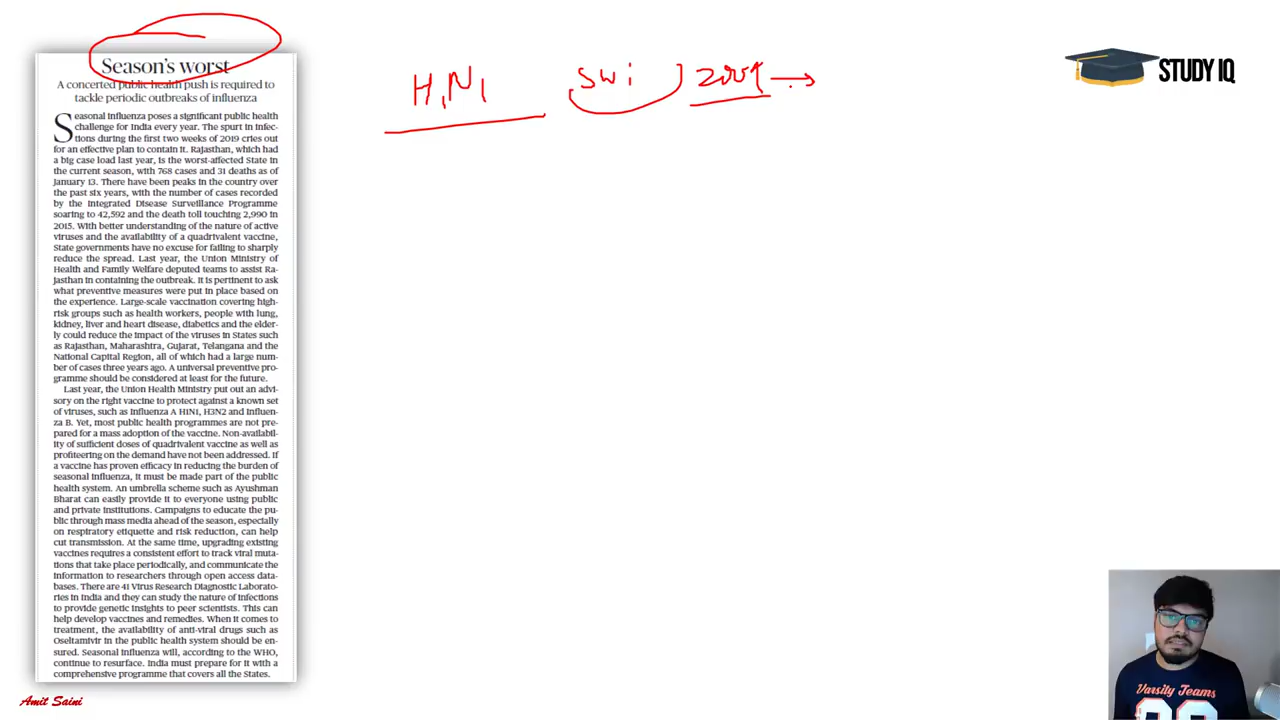 Season's worst
A concerted public health push is required to
tackle periodic outbreaks of influenza
Seasonal influenza poses a significant public health
challenge for India every year. The spurt in infec-
tions during the first two weeks of 2019 cries out
for an effective plan to contain it. Rajasthan, which had
a big case load last year, is the worst-affected State in
the current season, with 768 cases and 31 deaths as of
January 13. There have been peaks in the country over
the past six years, with the number of cases recorded
by the Integrated Disease Surveillance Programme
soaring to 42,592 and the death toll touching 2,990 in
2015. With better understanding of the nature of active
viruses and the availability of a quadrivalent vaccine,
State governments have no excuse for failing to sharply
reduce the spread. Last year, the Union Ministry of
Health and Family Welfare deputed teams to assist Ra-
jasthan in containing the outbreak. It is pertinent to ask
what preventive measures were put in place based on
the experience. Large-scale vaccination covering high-
risk groups such as health workers, people with lung,
kidney, liver and heart disease, diabetics and the elder-
ly could reduce the impact of the viruses in States such
as Rajasthan, Maharashtra, Gujarat, Telangana and the
National Capital Region, all of which had a large num-
ber of cases three years ago. A universal preventive pro-
gramme should be considered at least for the future.
Last year, the Union Health Ministry put out an advi-
sory on the right vaccine to protect against a known set
of viruses, such as Influenza A H1N1, H3N2 and Influen-
za B. Yet, most public health programmes are not pre-
pared for a mass adoption of the vaccine. Non-availabil-
ity of sufficient doses of quadrivalent vaccine as well as
profiteering on the demand have not been addressed. If
a vaccine has proven efficacy in reducing the burden of
seasonal influenza, it must be made part of the public
health system. An umbrella scheme such as Ayushman
Bharat can easily provide it to everyone using public
and private institutions. Campaigns to educate the pu-
blic through mass media ahead of the season, especially
on respiratory etiquette and risk reduction, can help
cut transmission. At the same time, upgrading existing
vaccines requires a consistent effort to track viral muta-
tions that take place periodically, and communicate the
information to researchers through open access data-
bases. There are 41 Virus Research Diagnostic Laborato-
ries in India and they can study the nature of infections
to provide genetic insights to peer scientists. This can
help develop vaccines and remedies. When it comes to
treatment, the availability of anti-viral drugs such as
Oseltamivir in the public health system should be en-
sured. Seasonal influenza will, according to the WHO,
continue to resurface. India must prepare for it with a
comprehensive programme that covers all the States.
H1N1 swi 2009 →
STUDY IQ
Amit Saini
VARSITY TEAMS